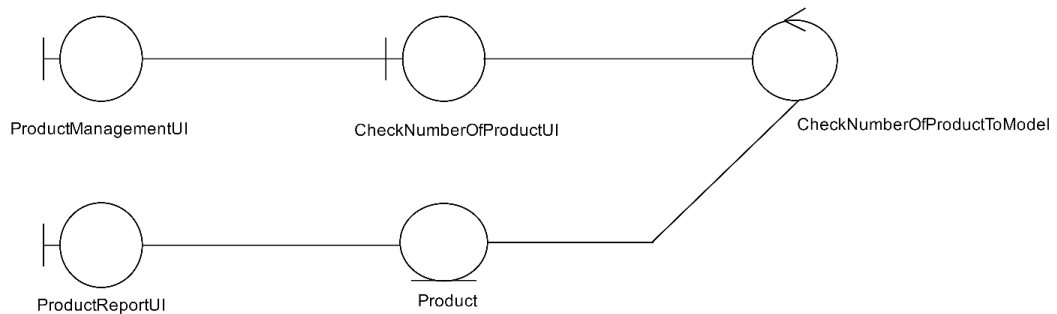 ProductManagementUI
CheckNumberOfProductUI
CheckNumberOfProductToModel
ProductReportUI
Product